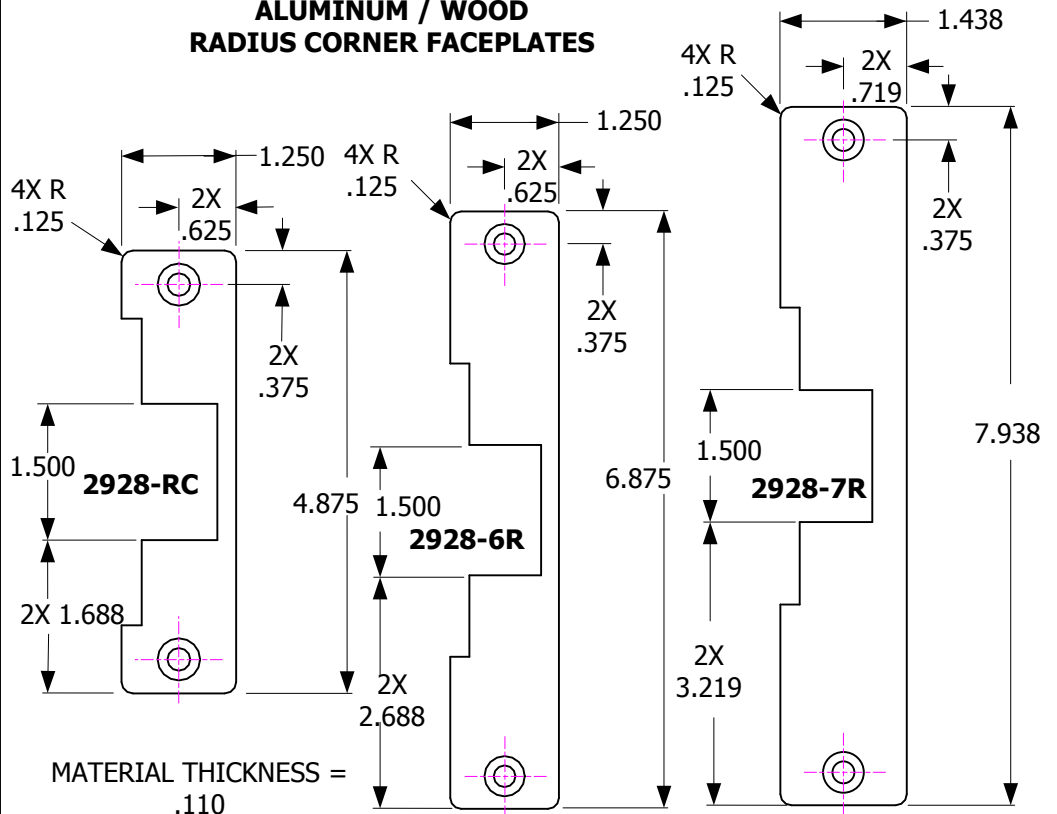 ALUMINUM / WOOD
RADIUS CORNER FACEPLATES
1.250
4X R
.125
2X
.625
2X
.375
1.500
2928-RC
4.875
2X 1.688
MATERIAL THICKNESS =
.110
1.250
4X R
.125
2X
.625
2X
.375
1.500
2928-6R
6.875
2X
2.688
1.438
4X R
.125
2X
.719
2X
.375
1.500
2928-7R
7.938
2X
3.219